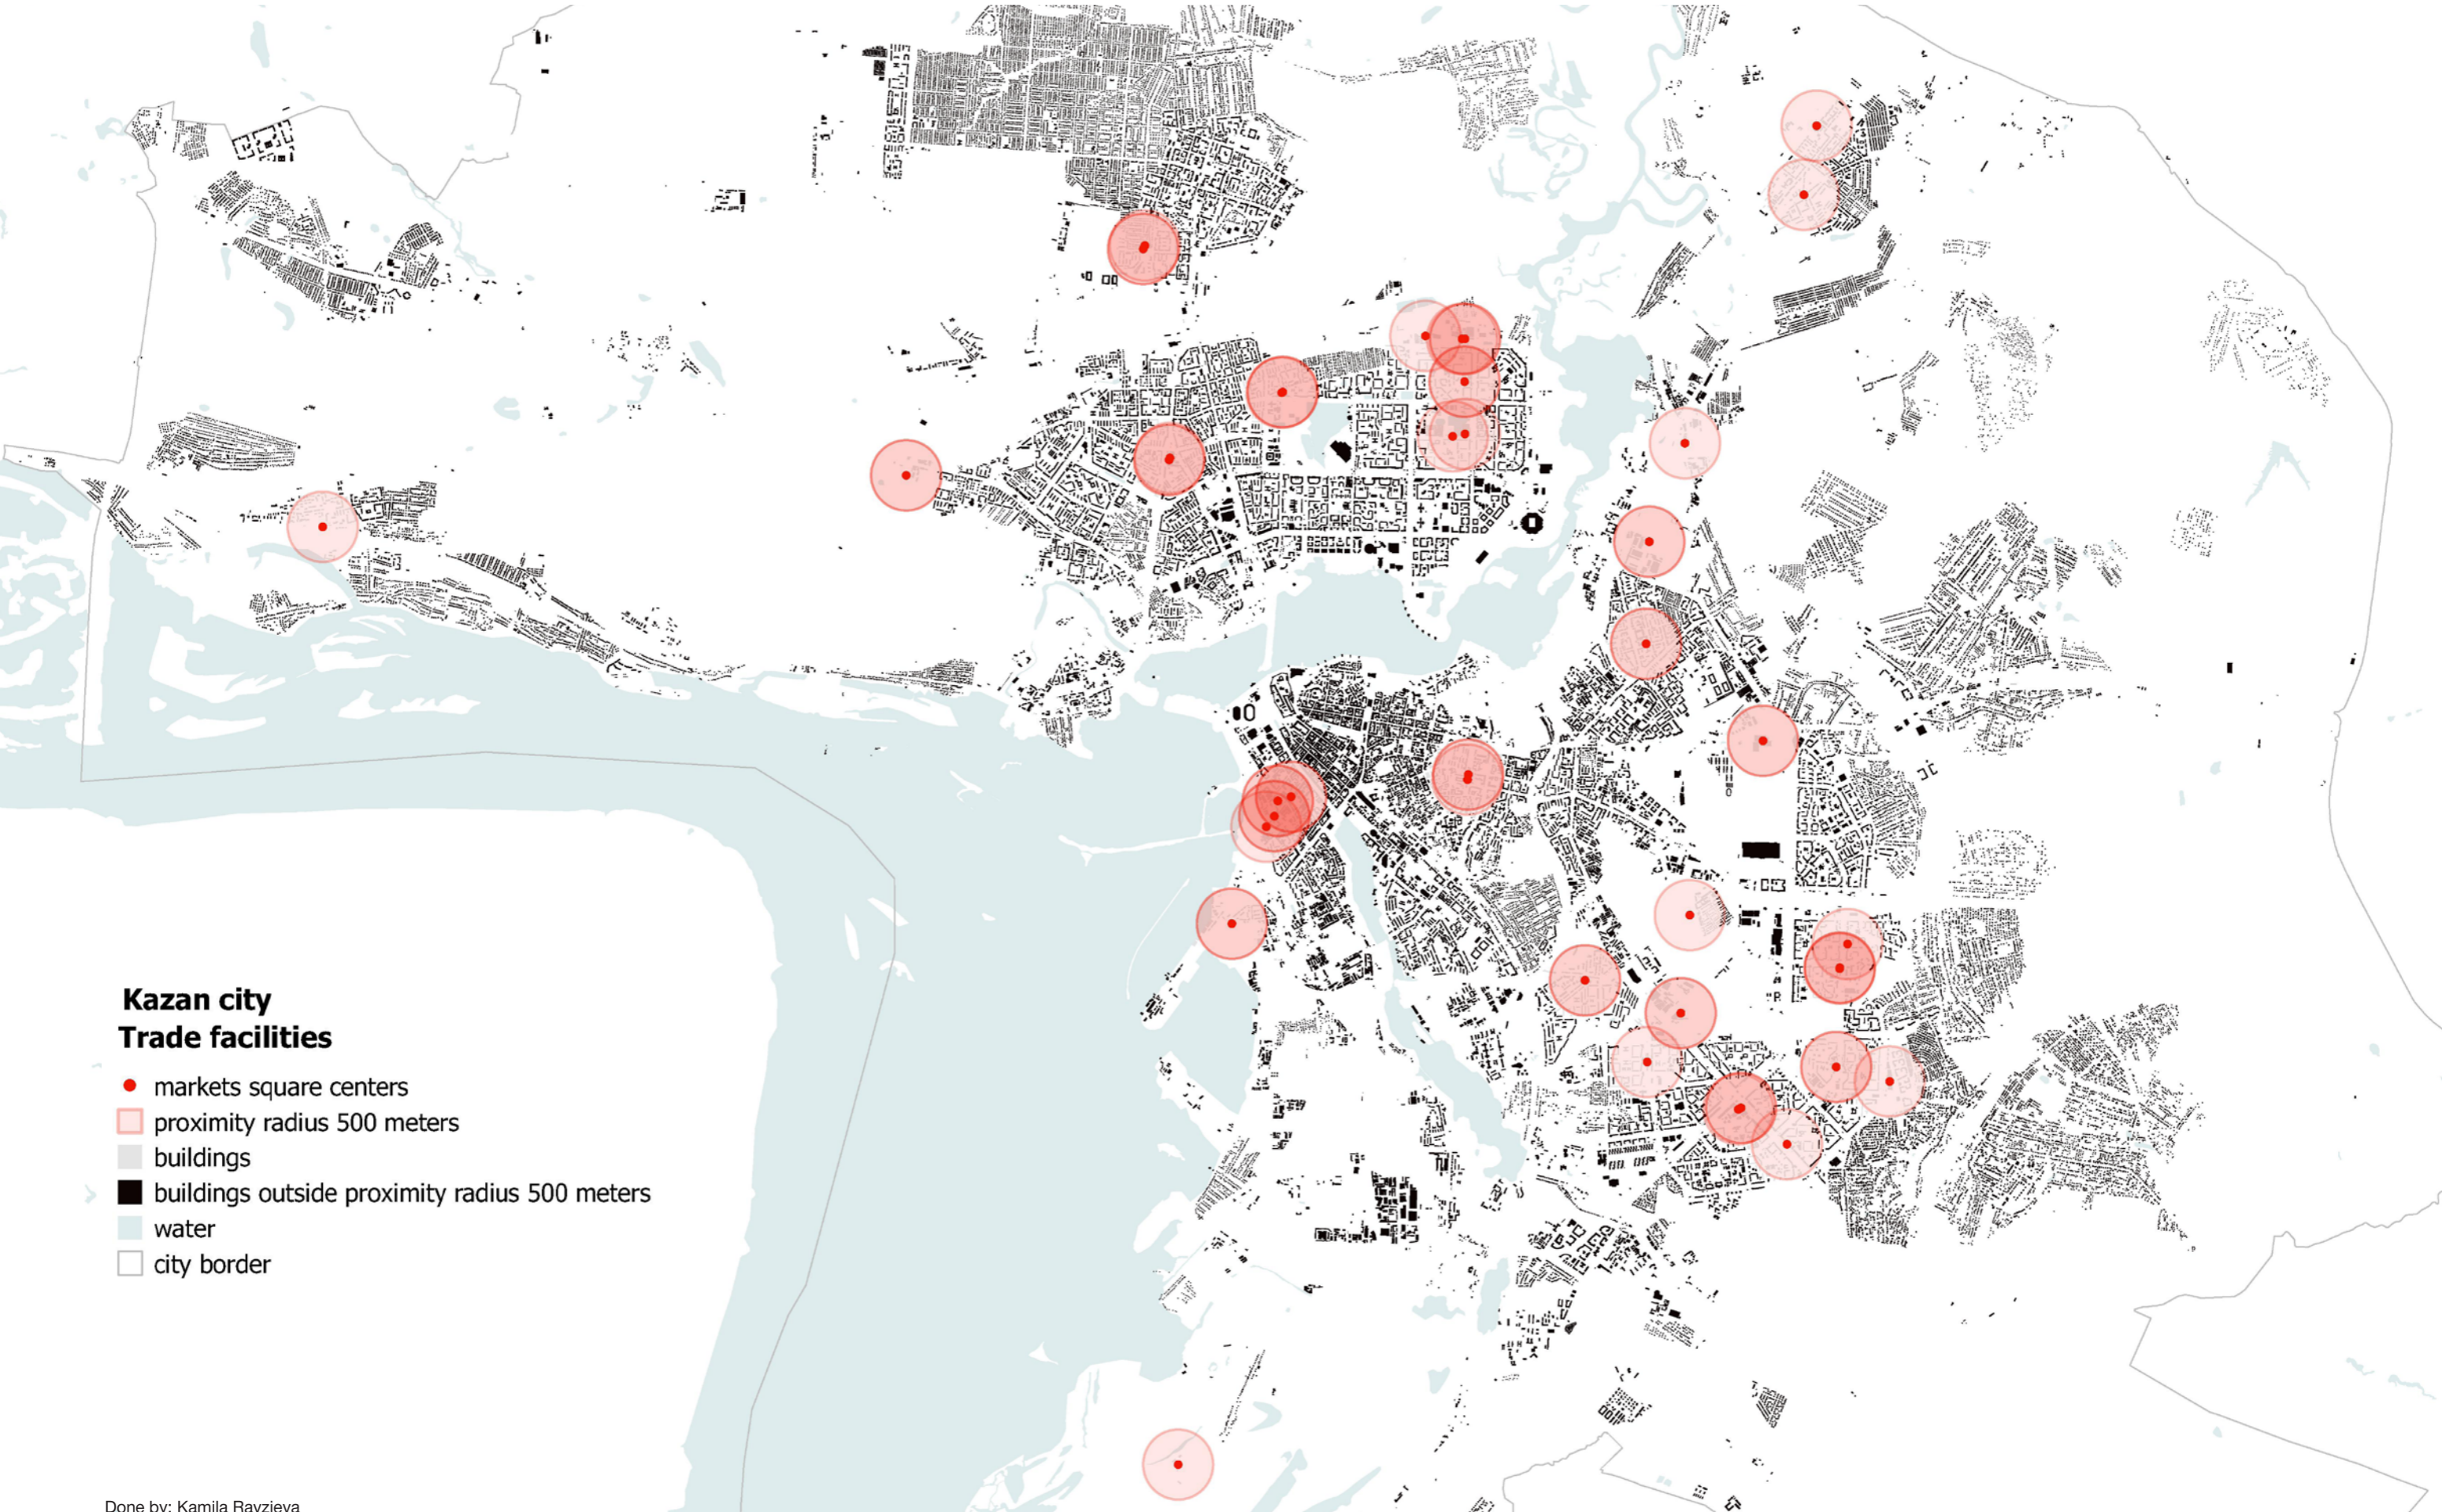 Kazan city
Trade facilities
markets square centers
proximity radius 500 meters
buildings
buildings outside proximity radius 500 meters
water
city border
Done by: Kamila Rayzieva